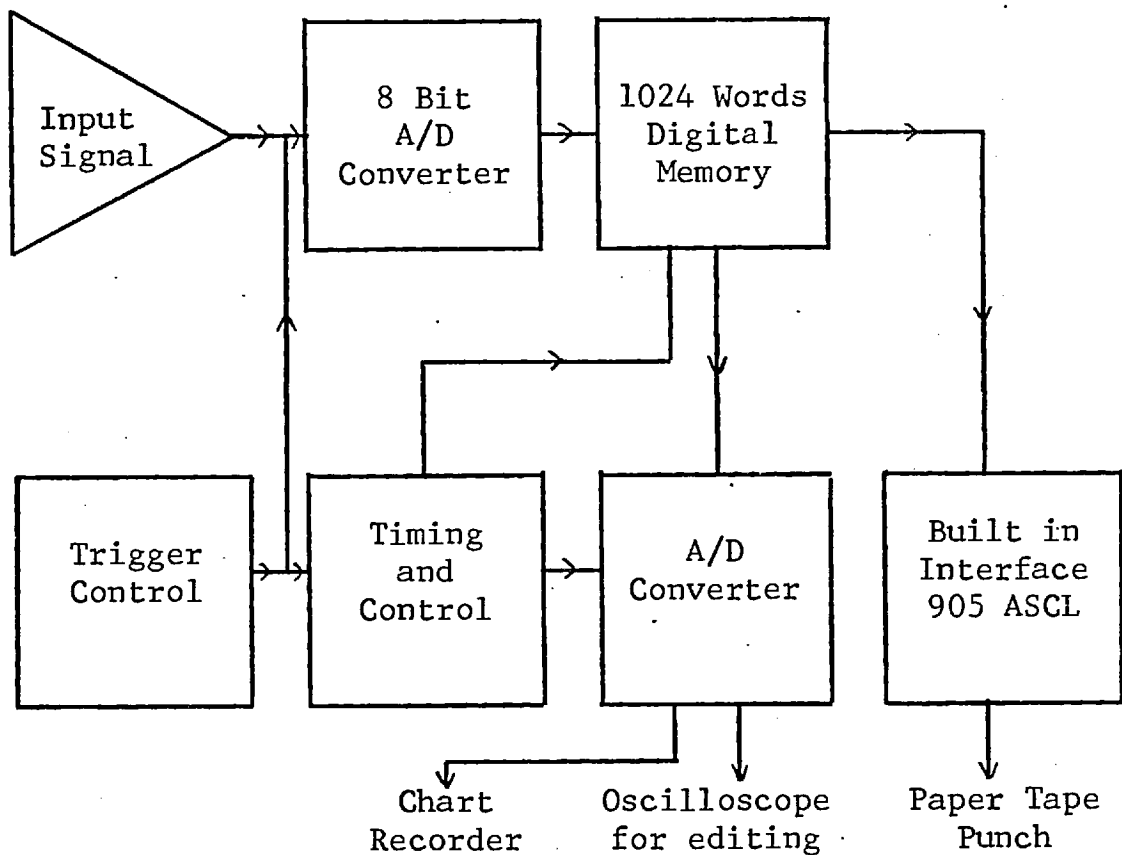 Input
Signal
8 Bit
A/D
Converter
1024 Words
Digital
Memory
Trigger
Control
Timing
and
Control
A/D
Converter
Built in
Interface
905 ASCL
Chart
Recorder
Oscilloscope
for editing
Paper Tape
Punch